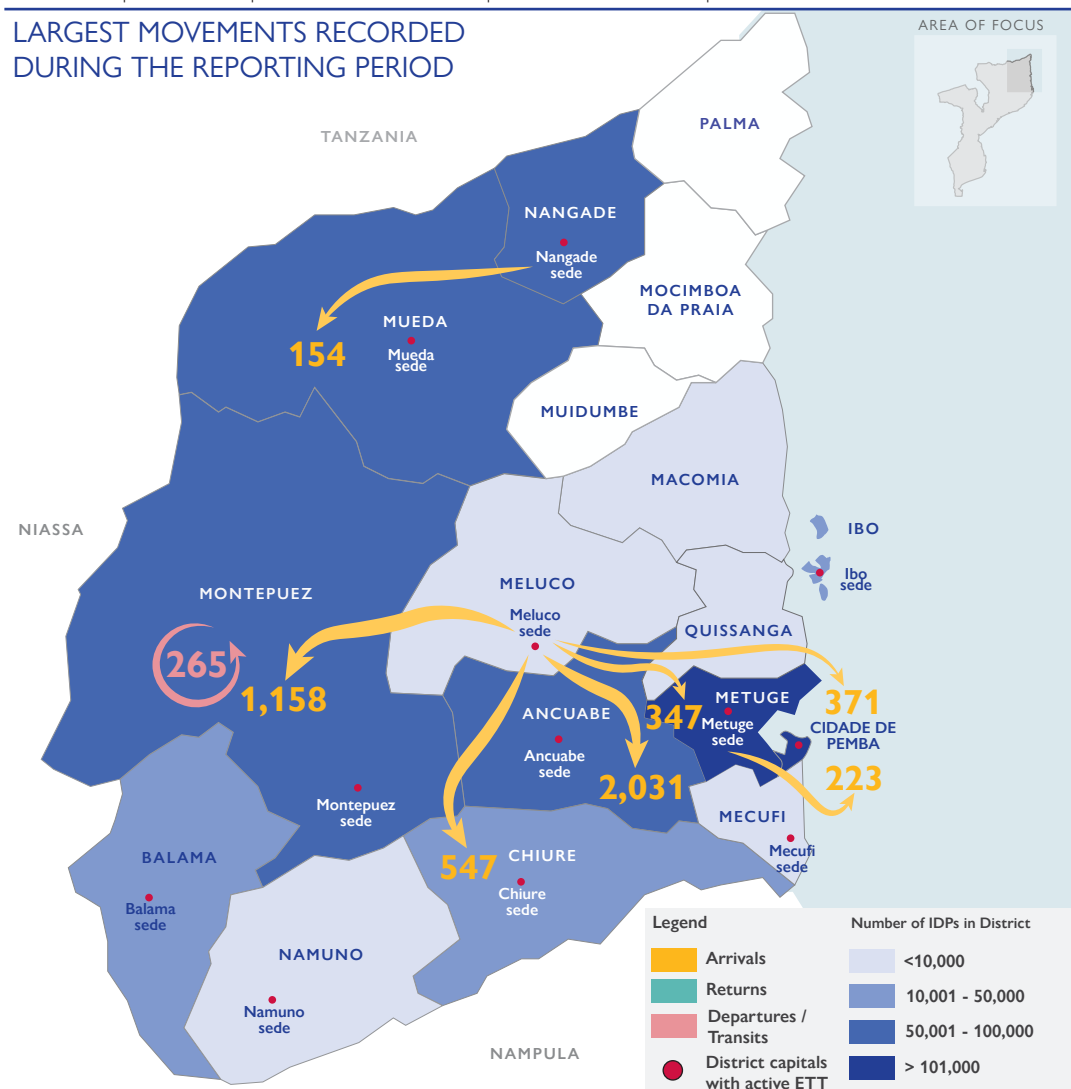 LARGEST MOVEMENTS RECORDED
DURING THE REPORTING PERIOD
AREA OF FOCUS
TANZANIA
PALMA
NANGADE
Nangade
sede
MOCIMBOA
DA PRAIA
MUEDA
Mueda
sede
154
MUIDUMBE
MACOMIA
NIASSA
IBO
Ibo
sede
MONTEPUEZ
MELUCO
Meluco
sede
QUISSANGA
265
1,158
METUGE
Metuge
sede
347
371
CIDADE DE
PEMBA
ANCUABE
Ancuabe
sede
2,031
223
Montepuez
sede
MECUFI
Mecufi
sede
BALAMA
Balama
sede
547
CHIURE
Chiure
sede
NAMUNO
Namuno
sede
NAMPULA
Legend
Arrivals
Returns
Departures /
Transits
District capitals
with active ETT
Number of IDPs in District
<10,000
10,001 - 50,000
50,001 - 100,000
> 101,000